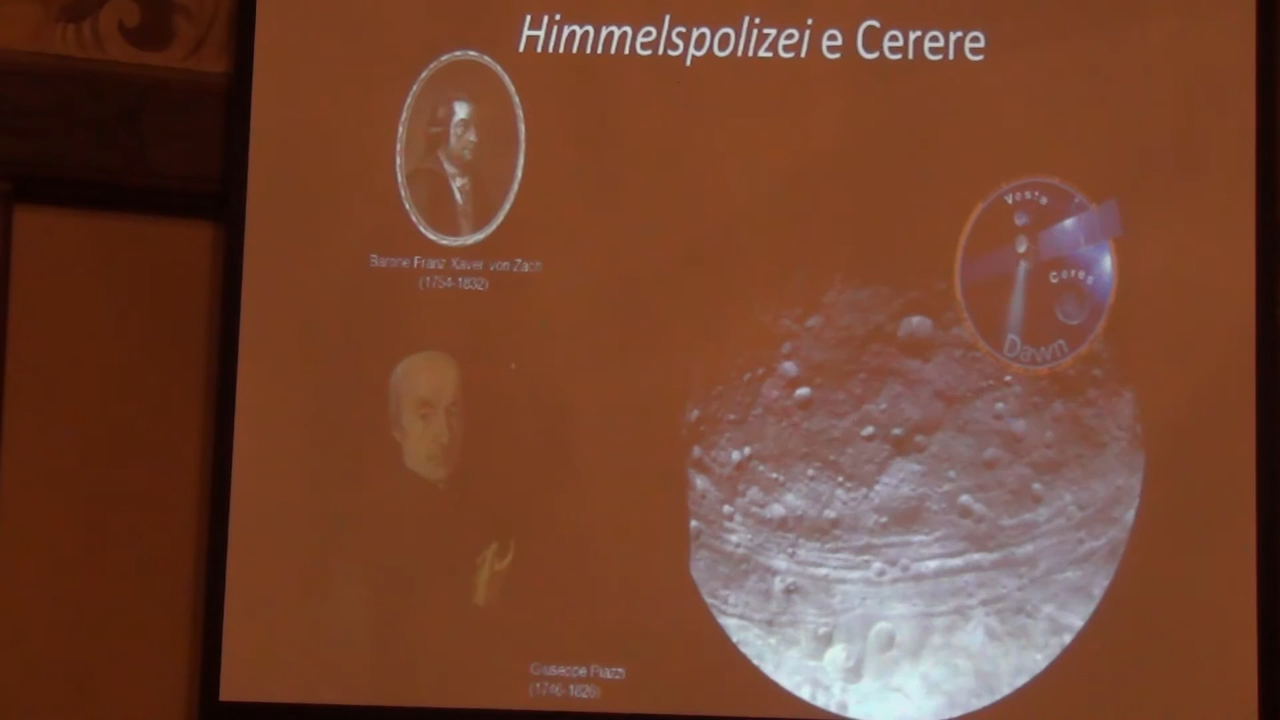 Himmelspolizei e Cerere
Barone Franz Xaver von Zach
(1754-1832)
Vesta
Ceres
Dawn
Giuseppe Piazzi
(1746-1826)